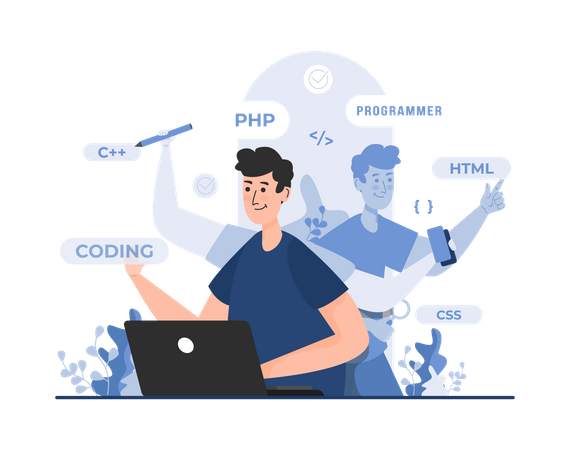 PROGRAMMER
PHP
</>
C++
HTML
{ }
CODING
CSS